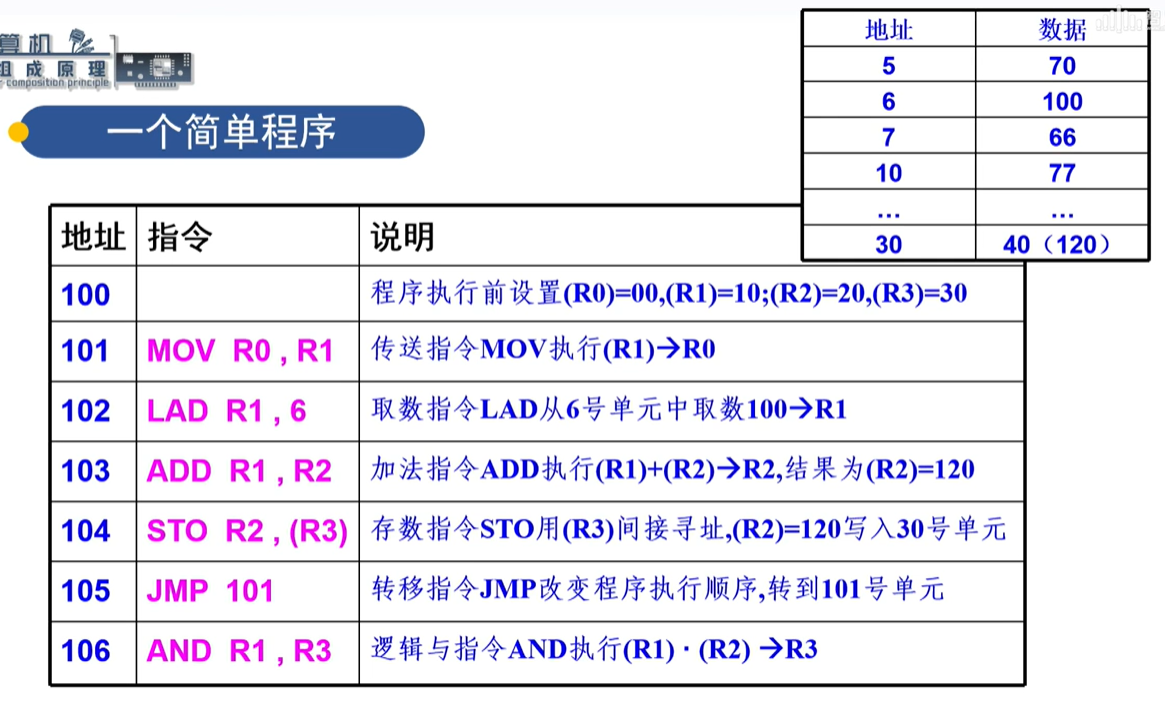 算机
组成原理
composition principle
一个简单程序
地址 数据
5 70
6 100
7 66
10 77
... ...
30 40（120）
地址 指令 说明
100 程序执行前设置(R0)=00,(R1)=10;(R2)=20,(R3)=30
101 MOV R0 , R1 传送指令MOV执行(R1)→R0
102 LAD R1 , 6 取数指令LAD从6号单元中取数100→R1
103 ADD R1 , R2 加法指令ADD执行(R1)+(R2)→R2,结果为(R2)=120
104 STO R2 , (R3) 存数指令STO用(R3)间接寻址,(R2)=120写入30号单元
105 JMP 101 转移指令JMP改变程序执行顺序,转到101号单元
106 AND R1 , R3 逻辑与指令AND执行(R1)·(R2) →R3